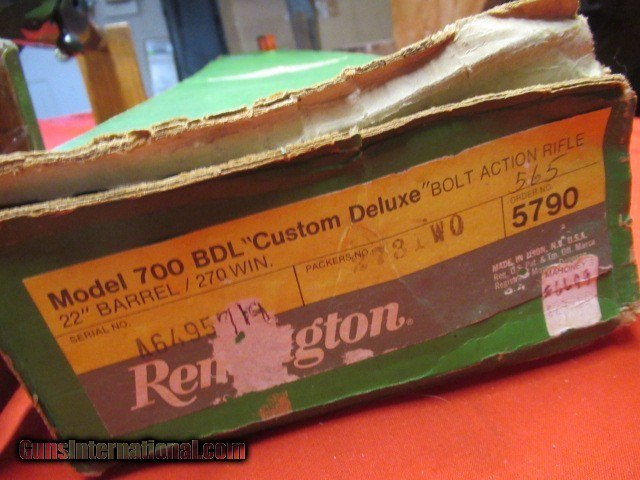 Model 700 BDL "Custom Deluxe" BOLT ACTION RIFLE
22" BARREL / 270 WIN.
565
SERIAL NO.
PACKERS NO.
ORDER NO.
5790
MADE IN ILION, N.Y. U.S.A.
Remington
GunsInternational.com